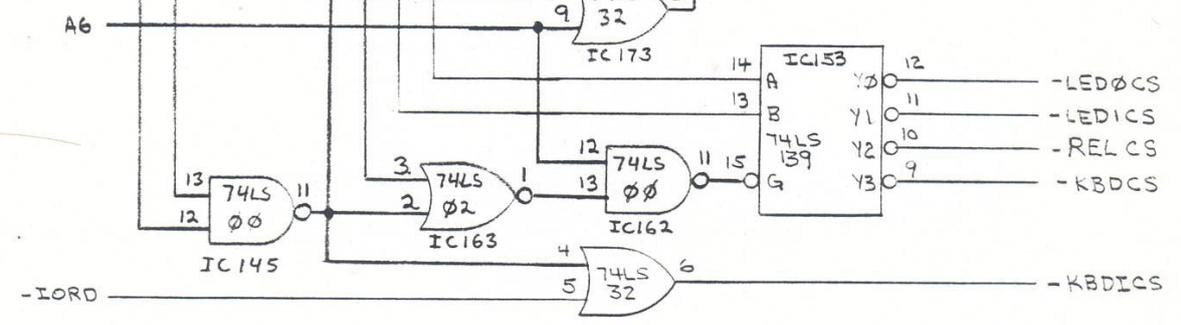 A6
9
32
IC173
14
IC153
12
A
YØ
-LEDØCS
13
B
Y1
11
-LED1CS
74LS
139
Y2
10
-RELCS
12
74LS
ØØ
11
15
G
Y3
9
-KBDCS
13
IC162
3
2
74LS
Ø2
1
IC163
13
12
74LS
ØØ
11
IC145
4
5
74LS
32
6
-KBDICS
-IORD